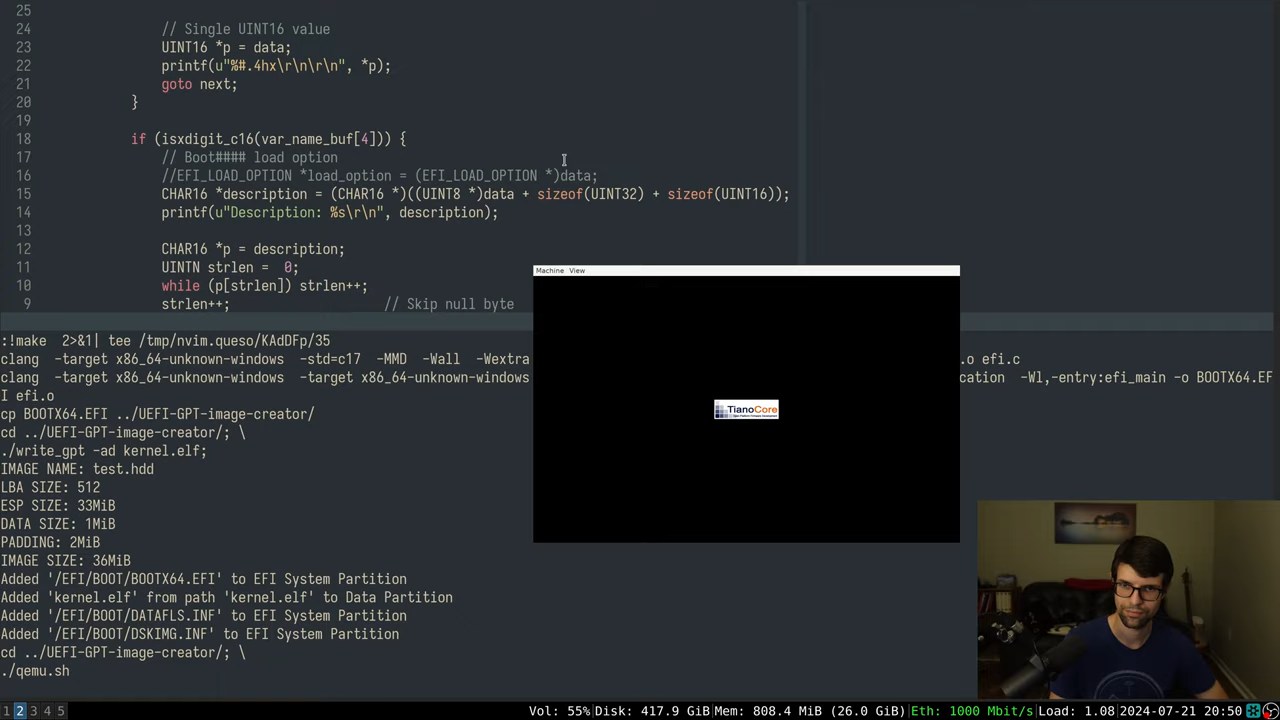 25
24 // Single UINT16 value
23 UINT16 *p = data;
22 printf(u"%#.4hx\r\n\r\n", *p);
21 goto next;
20 }
19
18 if (isxdigit_c16(var_name_buf[4])) {
17 // Boot#### load option
16 //EFI_LOAD_OPTION *load_option = (EFI_LOAD_OPTION *)data;
15 CHAR16 *description = (CHAR16 *)((UINT8 *)data + sizeof(UINT32) + sizeof(UINT16));
14 printf(u"Description: %s\r\n", description);
13
12 CHAR16 *p = description;
11 UINTN strlen =  0;
10 while (p[strlen]) strlen++;
9 strlen++; // Skip null byte
Machine View
TianoCore
:!make  2>&1| tee /tmp/nvim.queso/KAdDFp/35
clang  -target x86_64-unknown-windows  -std=c17  -MMD  -Wall  -Wextra .o efi.c
clang  -target x86_64-unknown-windows  -target x86_64-unknown-windows cation  -Wl,-entry:efi_main -o BOOTX64.EF
I efi.o
cp BOOTX64.EFI ../UEFI-GPT-image-creator/
cd ../UEFI-GPT-image-creator/; \
./write_gpt -ad kernel.elf;
IMAGE NAME: test.hdd
LBA SIZE: 512
ESP SIZE: 33MiB
DATA SIZE: 1MiB
PADDING: 2MiB
IMAGE SIZE: 36MiB
Added '/EFI/BOOT/BOOTX64.EFI' to EFI System Partition
Added 'kernel.elf' from path 'kernel.elf' to Data Partition
Added '/EFI/BOOT/DATAFLS.INF' to EFI System Partition
Added '/EFI/BOOT/DSKIMG.INF' to EFI System Partition
cd ../UEFI-GPT-image-creator/; \
./qemu.sh
1 2 3 4 5 Vol: 55%|Disk: 417.9 GiB|Mem: 808.4 MiB (26.0 GiB)|Eth: 1000 Mbit/s|Load: 1.08 2024-07-21 20:50